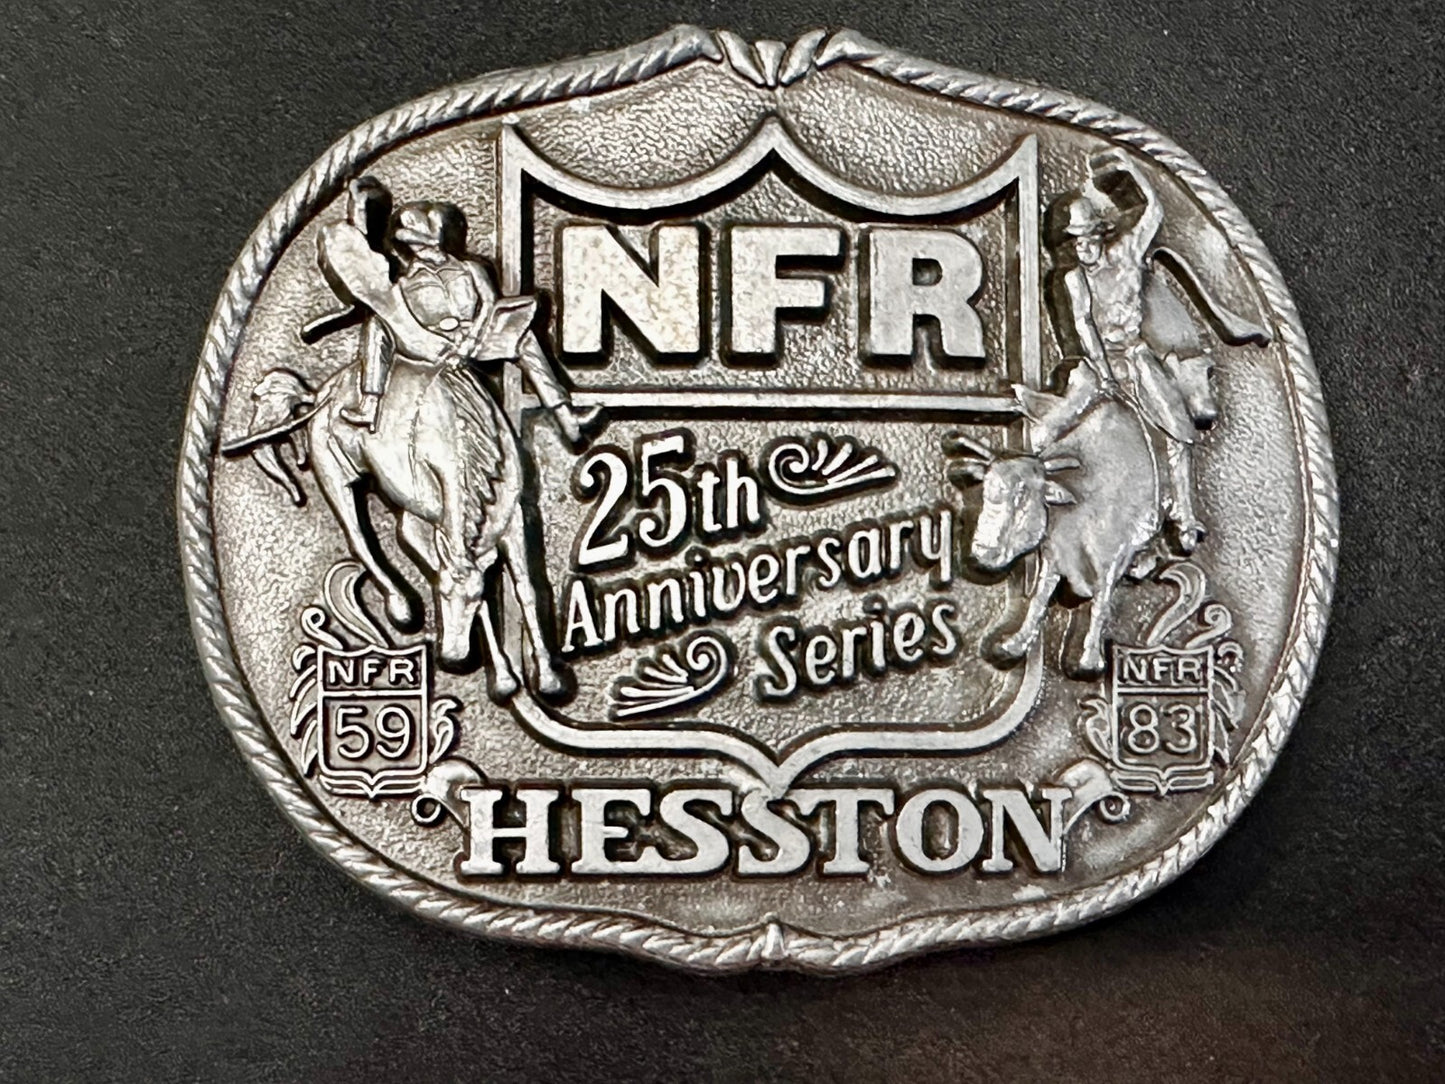 NFR
25th
Anniversary
Series
NFR
59
NFR
83
HESSTON